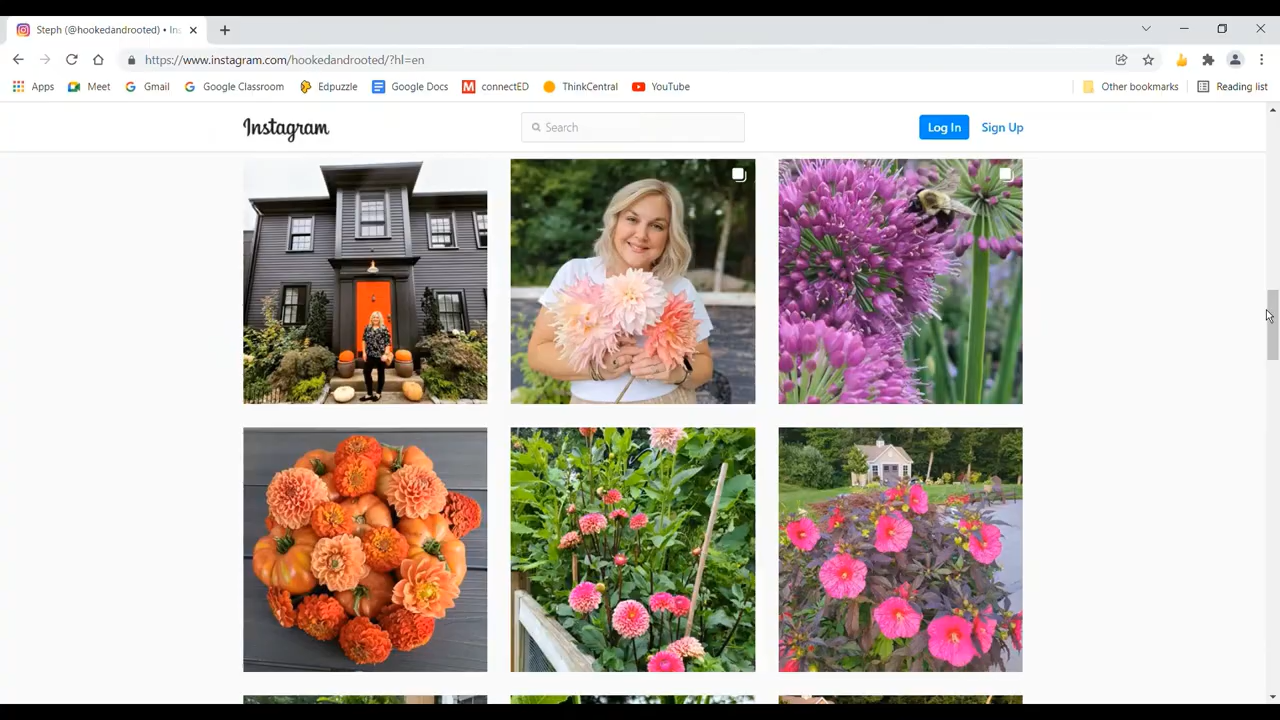 Steph (@hookedandrooted) • Ins
https://www.instagram.com/hookedandrooted/?hl=en
Apps Meet Gmail Google Classroom Edpuzzle Google Docs connectED ThinkCentral YouTube Other bookmarks Reading list
Instagram Search Log In Sign Up